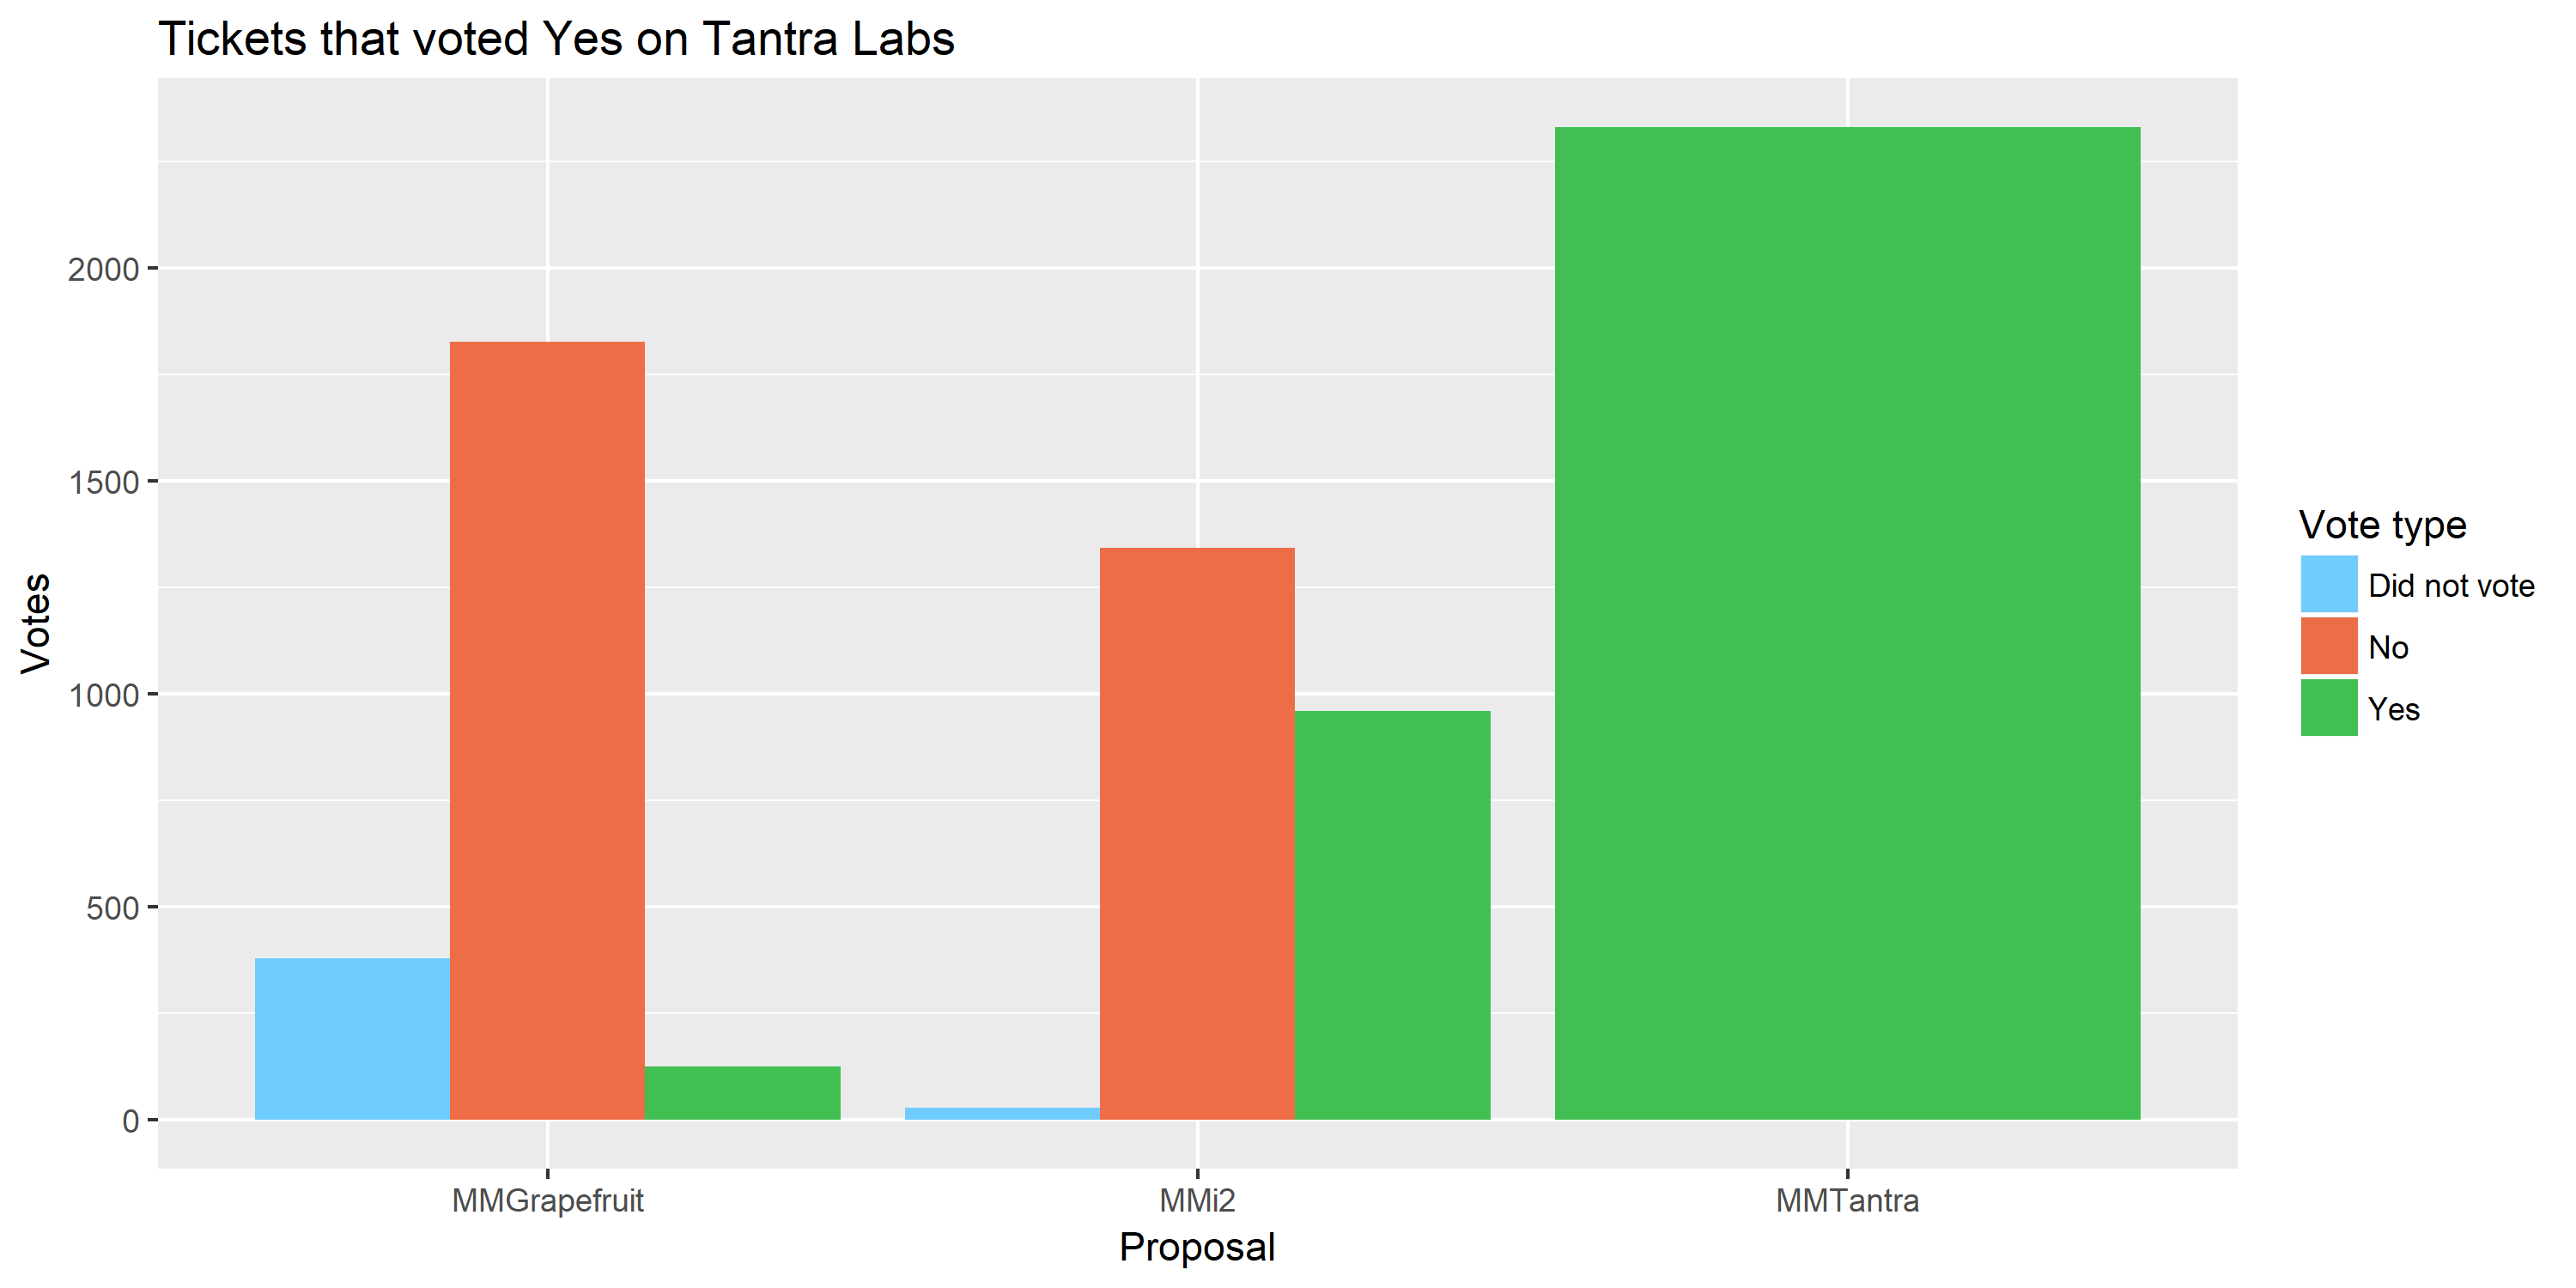 Tickets that voted Yes on Tantra Labs
Votes
2000
1500
1000
500
0
MMGrapefruit
MMi2
MMTantra
Proposal
Vote type
Did not vote
No
Yes